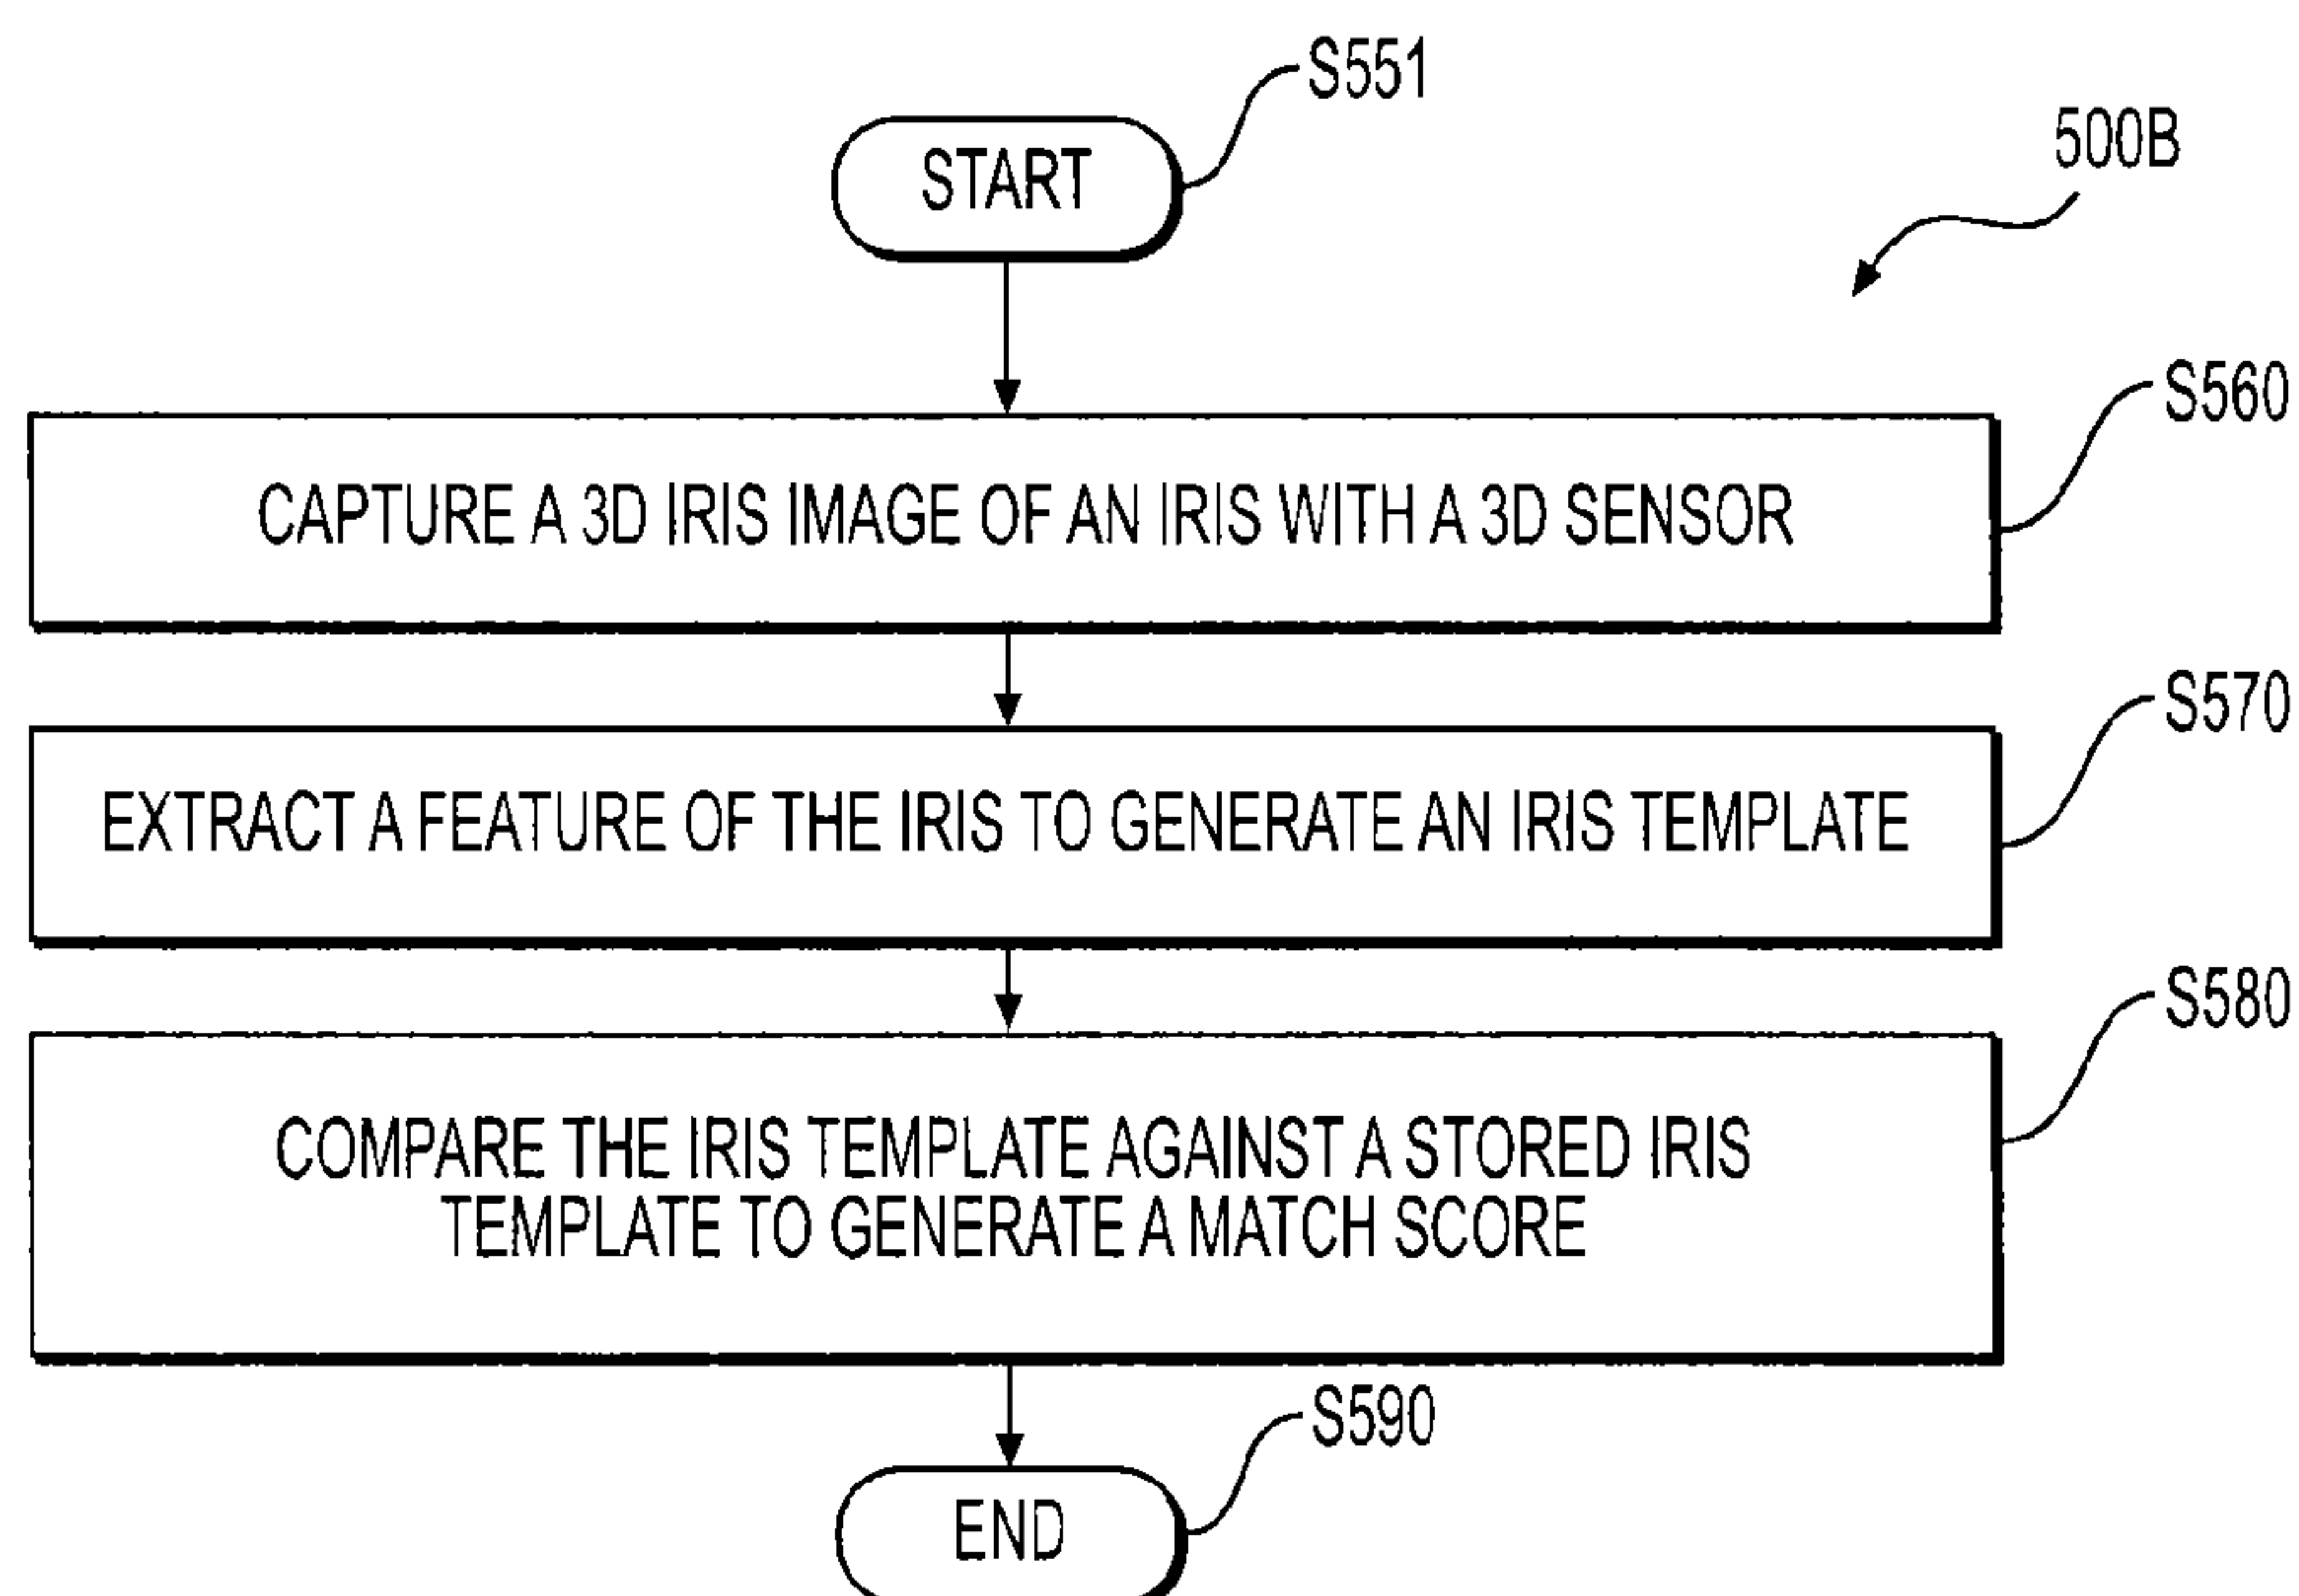 S551
START
500B
S560
CAPTURE A 3D IRIS IMAGE OF AN IRIS WITH A 3D SENSOR
S570
EXTRACT A FEATURE OF THE IRIS TO GENERATE AN IRIS TEMPLATE
S580
COMPARE THE IRIS TEMPLATE AGAINST A STORED IRIS
TEMPLATE TO GENERATE A MATCH SCORE
S590
END